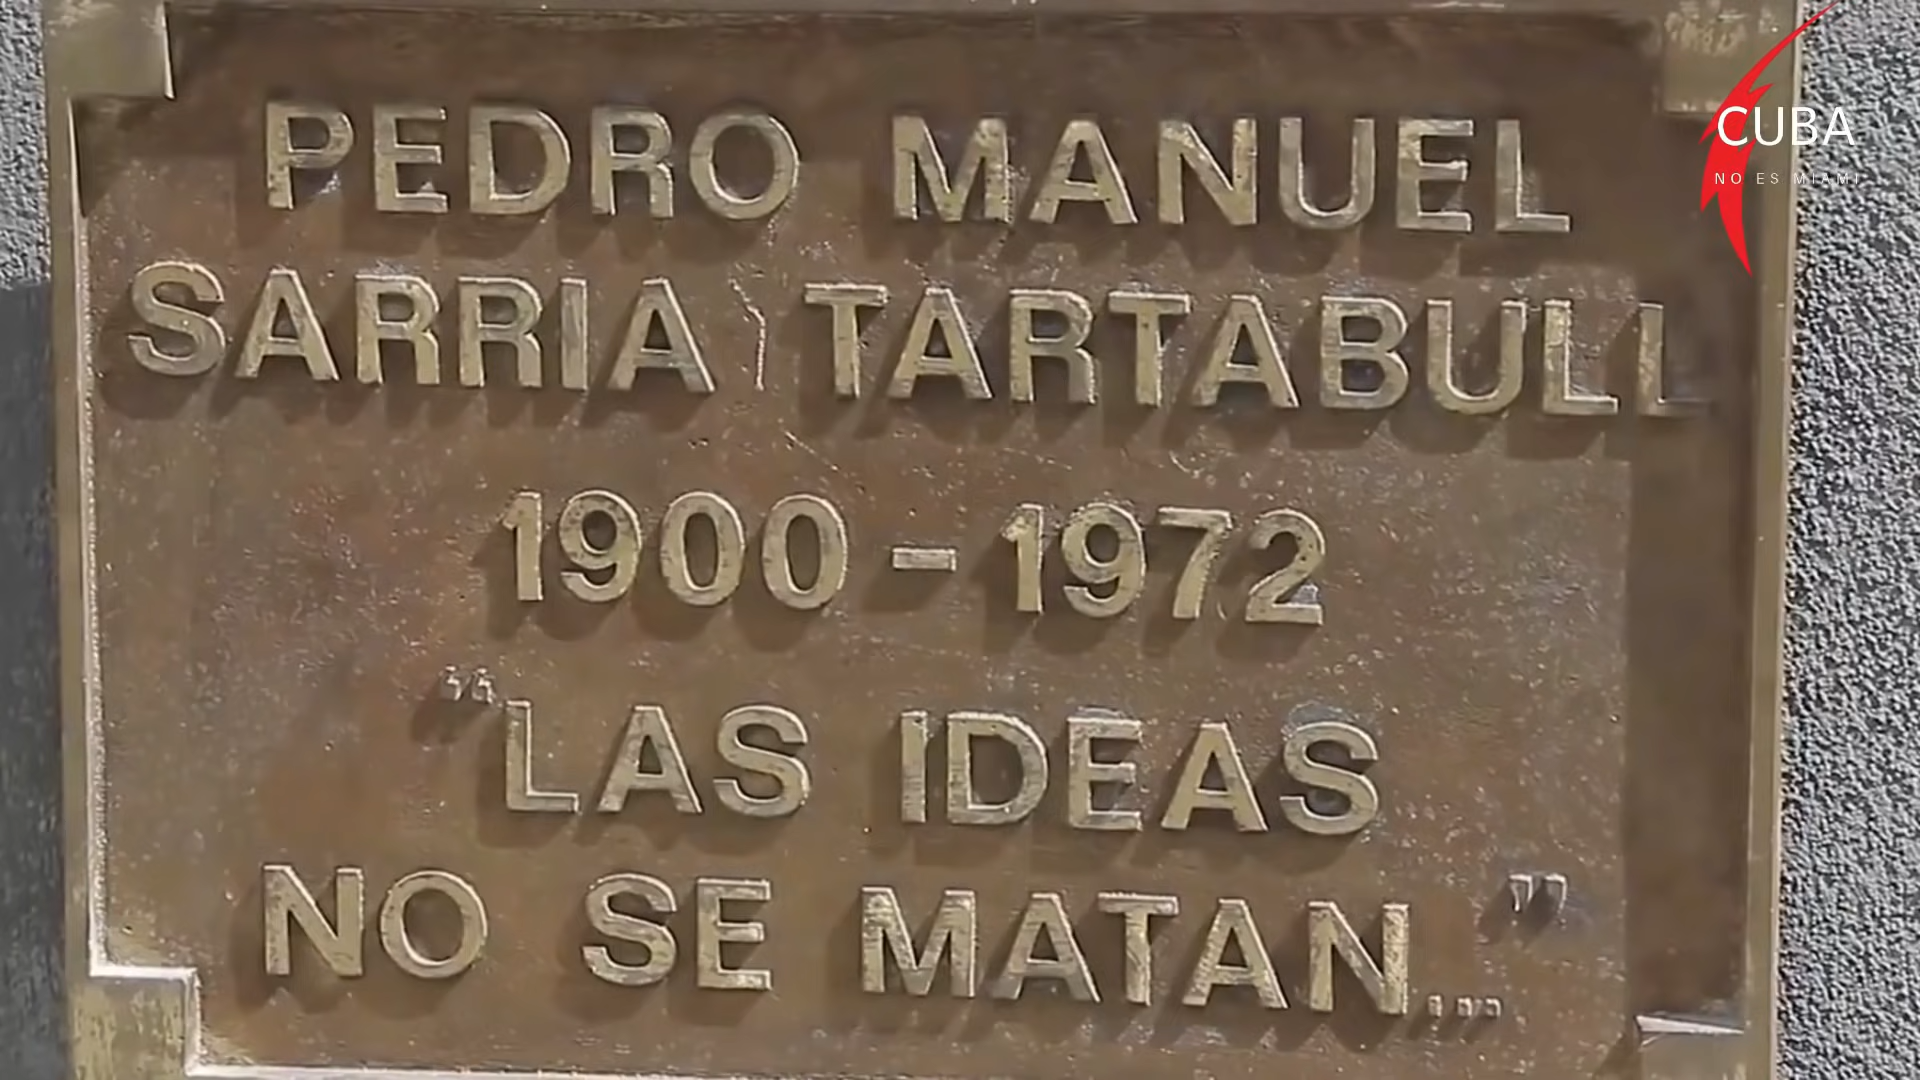 PEDRO MANUEL
SARRIA TARTABULL
1900 - 1972
“LAS IDEAS
NO SE MATAN...”
CUBA
NO ES MIAMI